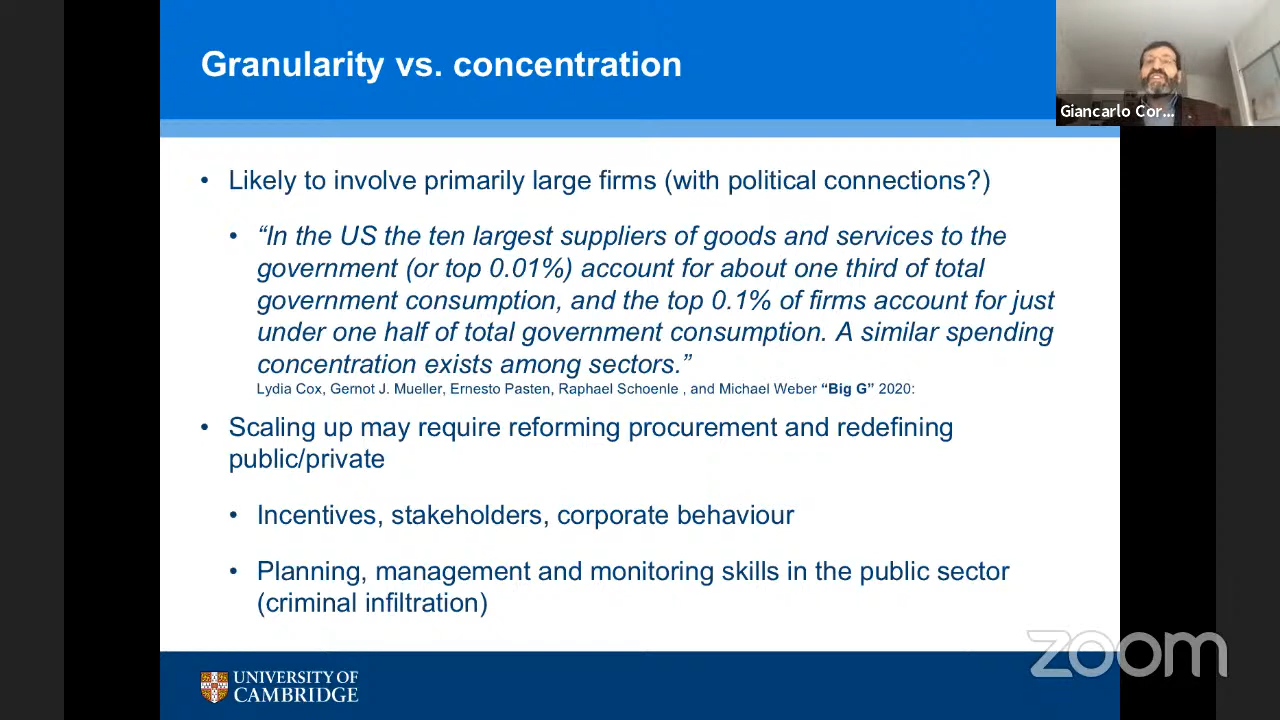 Granularity vs. concentration
Giancarlo Cor...
• Likely to involve primarily large firms (with political connections?)
• “In the US the ten largest suppliers of goods and services to the
government (or top 0.01%) account for about one third of total
government consumption, and the top 0.1% of firms account for just
under one half of total government consumption. A similar spending
concentration exists among sectors.”
Lydia Cox, Gernot J. Mueller, Ernesto Pasten, Raphael Schoenle , and Michael Weber “Big G” 2020:
• Scaling up may require reforming procurement and redefining
public/private
• Incentives, stakeholders, corporate behaviour
• Planning, management and monitoring skills in the public sector
(criminal infiltration)
UNIVERSITY OF
CAMBRIDGE
zoom